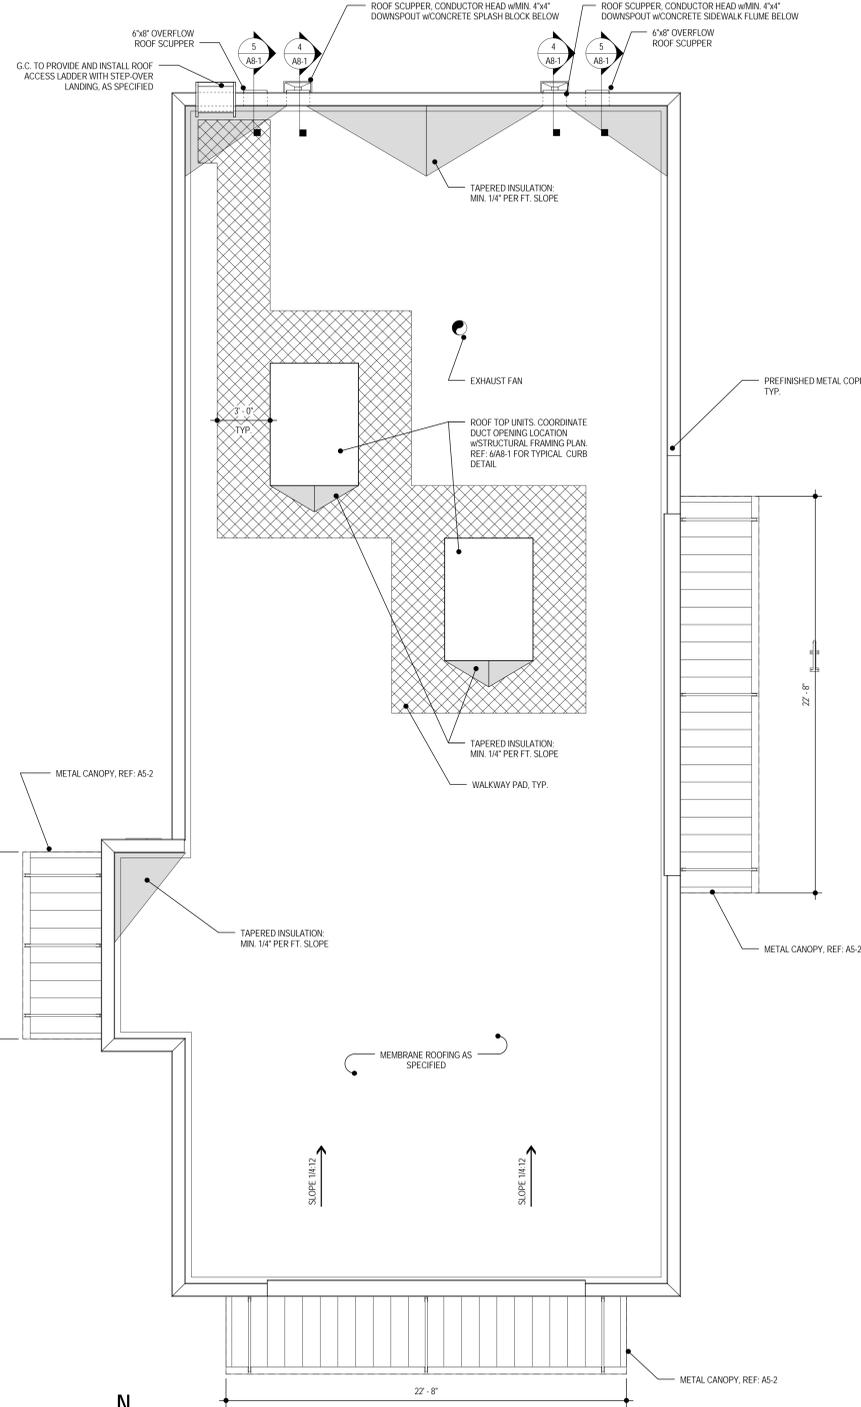 ROOF SCUPPER, CONDUCTOR HEAD w/MIN. 4"x4"
DOWNSPOUT w/CONCRETE SPLASH BLOCK BELOW
ROOF SCUPPER, CONDUCTOR HEAD w/MIN. 4"x4"
DOWNSPOUT w/CONCRETE SIDEWALK FLUME BELOW
6"x8" OVERFLOW
ROOF SCUPPER
6"x8" OVERFLOW
ROOF SCUPPER
5
A8-1
4
A8-1
4
A8-1
5
A8-1
G.C. TO PROVIDE AND INSTALL ROOF
ACCESS LADDER WITH STEP-OVER
LANDING, AS SPECIFIED
TAPERED INSULATION:
MIN. 1/4" PER FT. SLOPE
EXHAUST FAN
PREFINISHED METAL COPI
TYP.
3' - 0"
TYP.
ROOF TOP UNITS. COORDINATE
DUCT OPENING LOCATION
w/STRUCTURAL FRAMING PLAN.
REF: 6/A8-1 FOR TYPICAL CURB
DETAIL
22' - 8"
TAPERED INSULATION:
MIN. 1/4" PER FT. SLOPE
METAL CANOPY, REF: A5-2
WALKWAY PAD, TYP.
TAPERED INSULATION:
MIN. 1/4" PER FT. SLOPE
METAL CANOPY, REF: A5-2
MEMBRANE ROOFING AS
SPECIFIED
SLOPE 1/4:12
SLOPE 1/4:12
METAL CANOPY, REF: A5-2
22' - 8"
N